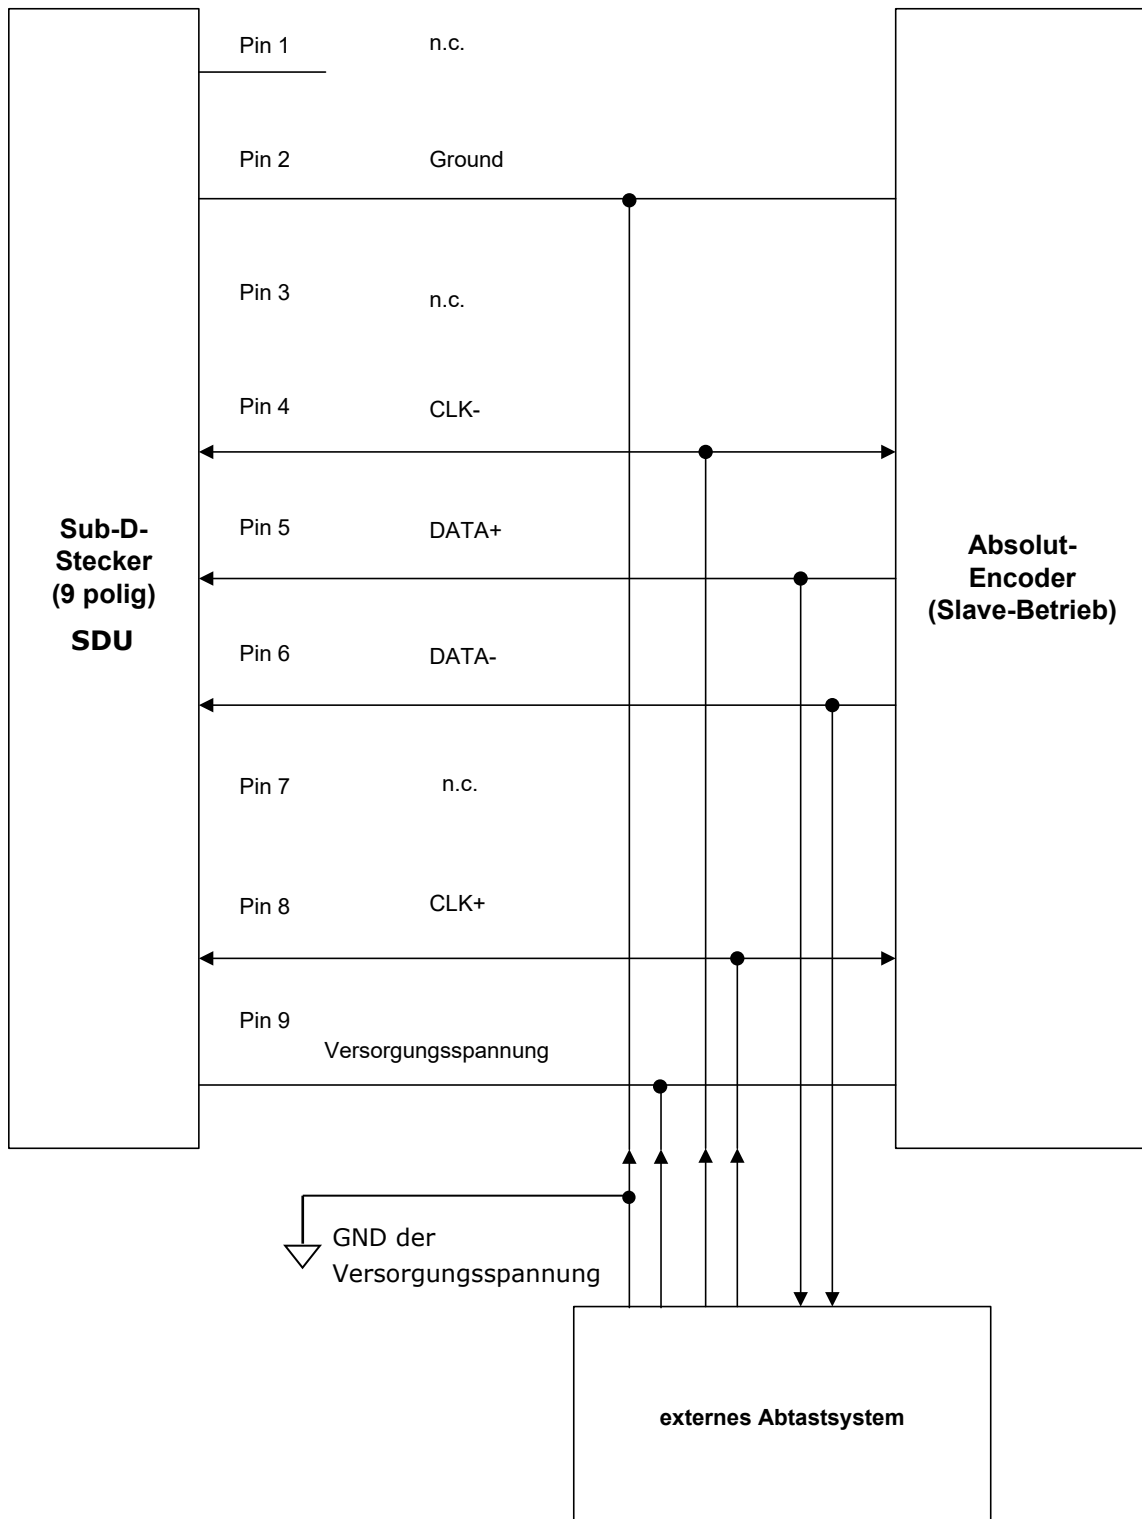 Pin 1
n.c.
Pin 2
Ground
Pin 3
n.c.
Pin 4
CLK-
Sub-D-
Stecker
(9 polig)
SDU
Pin 5
DATA+
Absolut-
Encoder
(Slave-Betrieb)
Pin 6
DATA-
Pin 7
n.c.
Pin 8
CLK+
Pin 9
Versorgungsspannung
GND der
Versorgungsspannung
externes Abtastsystem